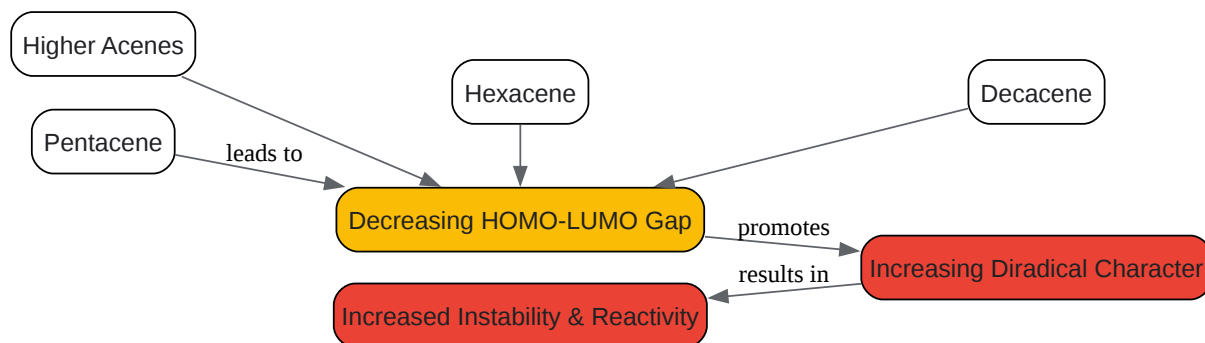 Higher Acenes
Hexacene
Decacene
Pentacene
leads to
Decreasing HOMO-LUMO Gap
promotes
Increasing Diradical Character
results in
Increased Instability & Reactivity